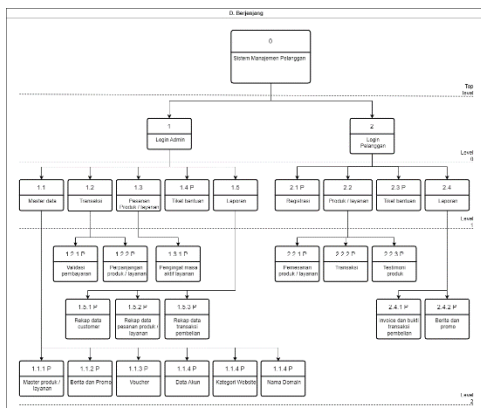 D. Berjenjang
0
Sistem Manajemen Pelanggan
Top
level
1
Login Admin
2
Login
Pelanggan
Level
0
1.1
Master data
1.2
Transaksi
1.3
Pesanan
Produk / layanan
1.4 P
Tiket bantuan
1.5
Laporan
2.1 P
Registrasi
2.2
Produk / layanan
2.3 P
Tiket bantuan
2.4
Laporan
Level
1
1.2.1 P
Validasi
pembayaran
1.2.2 P
Perpanjangan
produk / layanan
1.3.1 P
Pengingat masa
aktif layanan
2.2.1 P
Pemesanan
produk / layanan
2.2.2 P
Transaksi
2.2.3 P
Testimoni
produk
1.5.1 P
Rekap data
customer
1.5.2 P
Rekap data
pesanan produk /
layanan
1.5.3 P
Rekap data
transaksi
pembelian
2.4.1 P
Invoice dan bukti
transaksi
pembelian
2.4.2 P
Berita dan
promo
1.1.1 P
Master produk /
layanan
1.1.2 P
Berita dan Promo
1.1.3 P
Voucher
1.1.4 P
Data Akun
1.1.4 P
Kategori Website
1.1.4 P
Nama Domain
Level
2